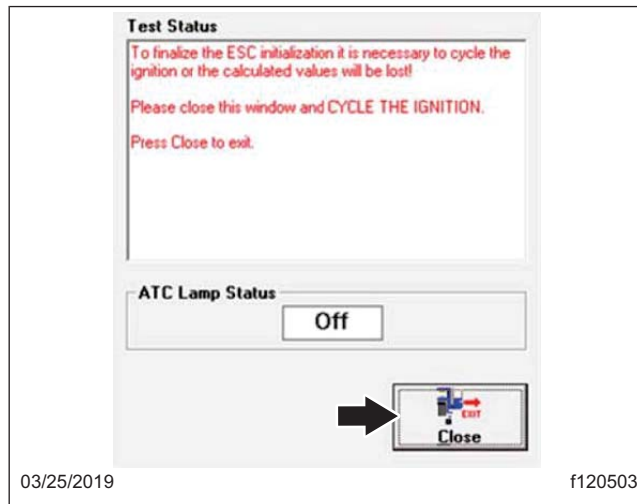 Test Status
To finalize the ESC initialization it is necessary to cycle the
ignition or the calculated values will be lost!
Please close this window and CYCLE THE IGNITION.
Press Close to exit.
ATC Lamp Status
Off
EXIT
Close
03/25/2019
f120503